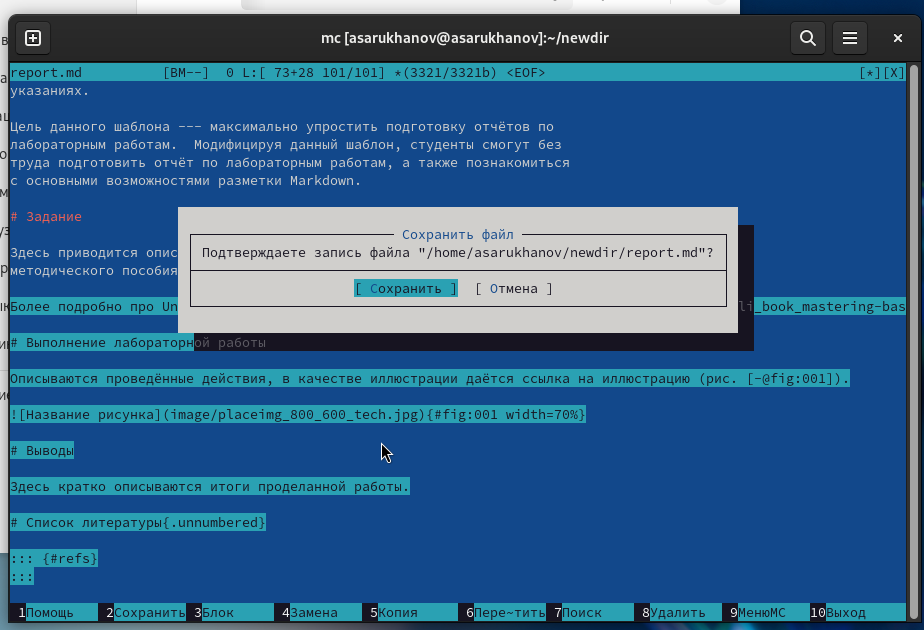 mc [asarukhanov@asarukhanov]:~/newdir
report.md [BM--] 0 L:[ 73+28 101/101] *(3321/3321b) <EOF> [*][X]
указаниях.
Цель данного шаблона --- максимально упростить подготовку отчётов по
лабораторным работам. Модифицируя данный шаблон, студенты смогут без
труда подготовить отчёт по лабораторным работам, а также познакомиться
с основными возможностями разметки Markdown.
# Задание
Сохранить файл
Здесь приводится опис
Подтверждаете запись файла "/home/asarukhanov/newdir/report.md"?
методического пособия
[ Сохранить ] [ Отмена ]
Более подробно про Un
li_book_mastering-bas
# Выполнение лабораторной работы
Описываются проведённые действия, в качестве иллюстрации даётся ссылка на иллюстрацию (рис. [-@fig:001]).
![Название рисунка](image/placeimg_800_600_tech.jpg){#fig:001 width=70%}
# Выводы
Здесь кратко описываются итоги проделанной работы.
# Список литературы{.unnumbered}
::: {#refs}
:::
1Помощь 2Сохранить 3Блок 4Замена 5Копия 6Пере~тить 7Поиск 8Удалить 9МенюMC 10Выход